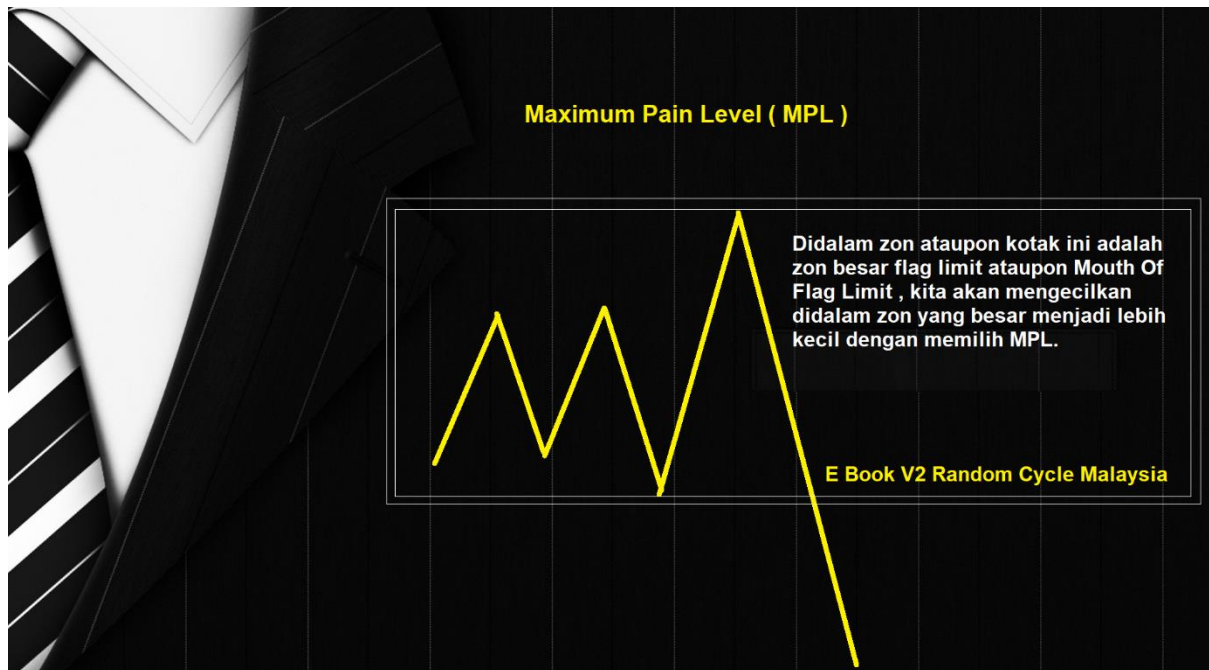 Maximum Pain Level ( MPL )
Didalam zon ataupon kotak ini adalah
zon besar flag limit ataupon Mouth Of
Flag Limit , kita akan mengecilkan
didalam zon yang besar menjadi lebih
kecil dengan memilih MPL.
E Book V2 Random Cycle Malaysia